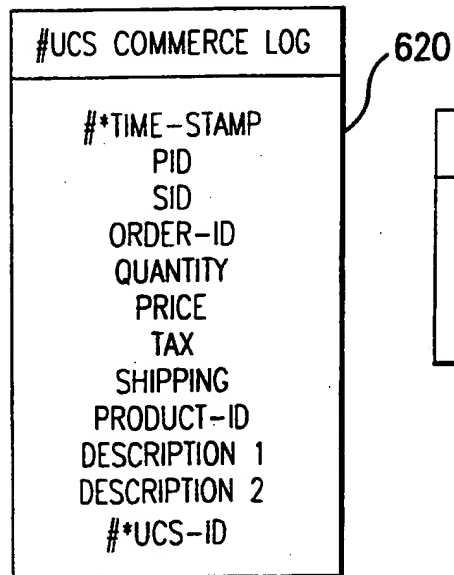 #UCS COMMERCE LOG
620
#*TIME-STAMP
PID
SID
ORDER-ID
QUANTITY
PRICE
TAX
SHIPPING
PRODUCT-ID
DESCRIPTION 1
DESCRIPTION 2
#*UCS-ID